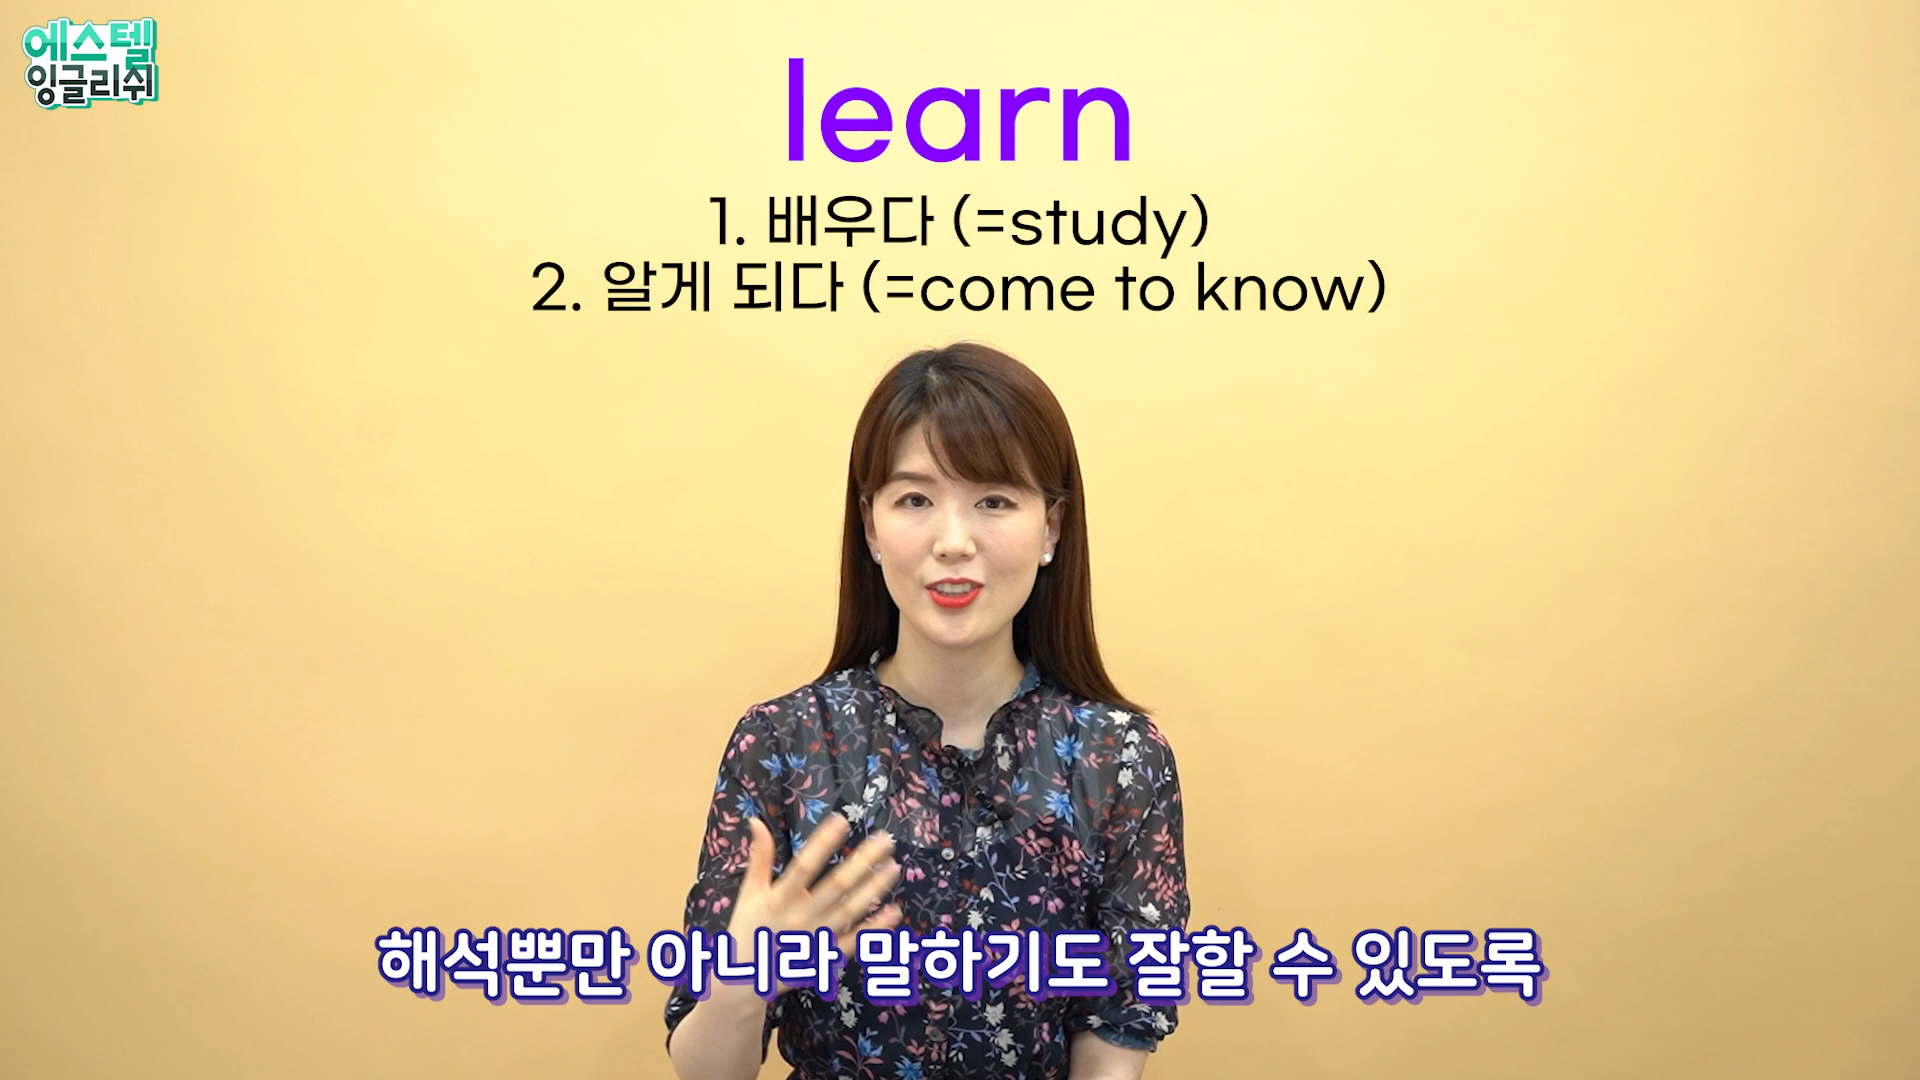 에스텔
잉글리쉬
learn
1. 배우다 (=study)
2. 알게 되다 (=come to know)
해석뿐만 아니라 말하기도 잘할 수 있도록